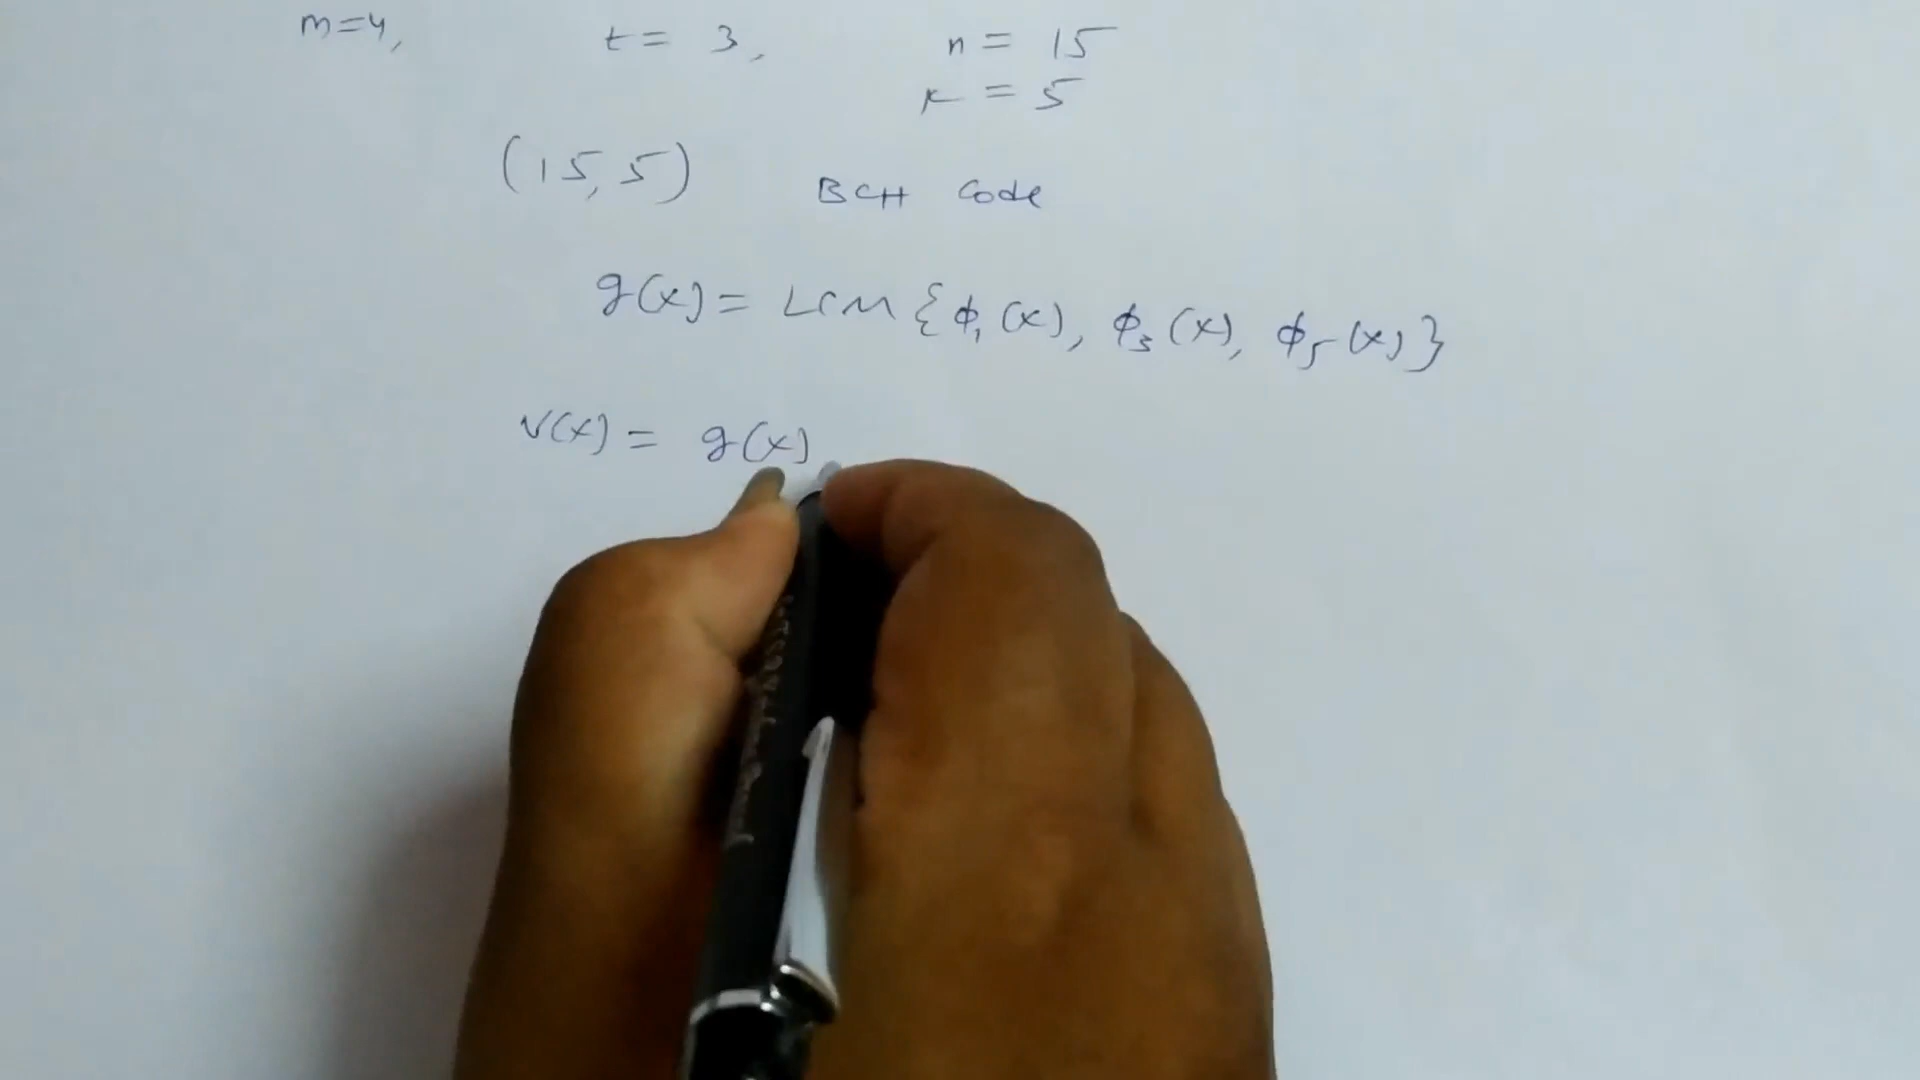 m=4, t = 3, n = 15
k = 5
(15,5) BCH Code
g(x) = LCM {ϕ₁(x), ϕ₃(x), ϕ₅(x)}
v(x) = g(x)